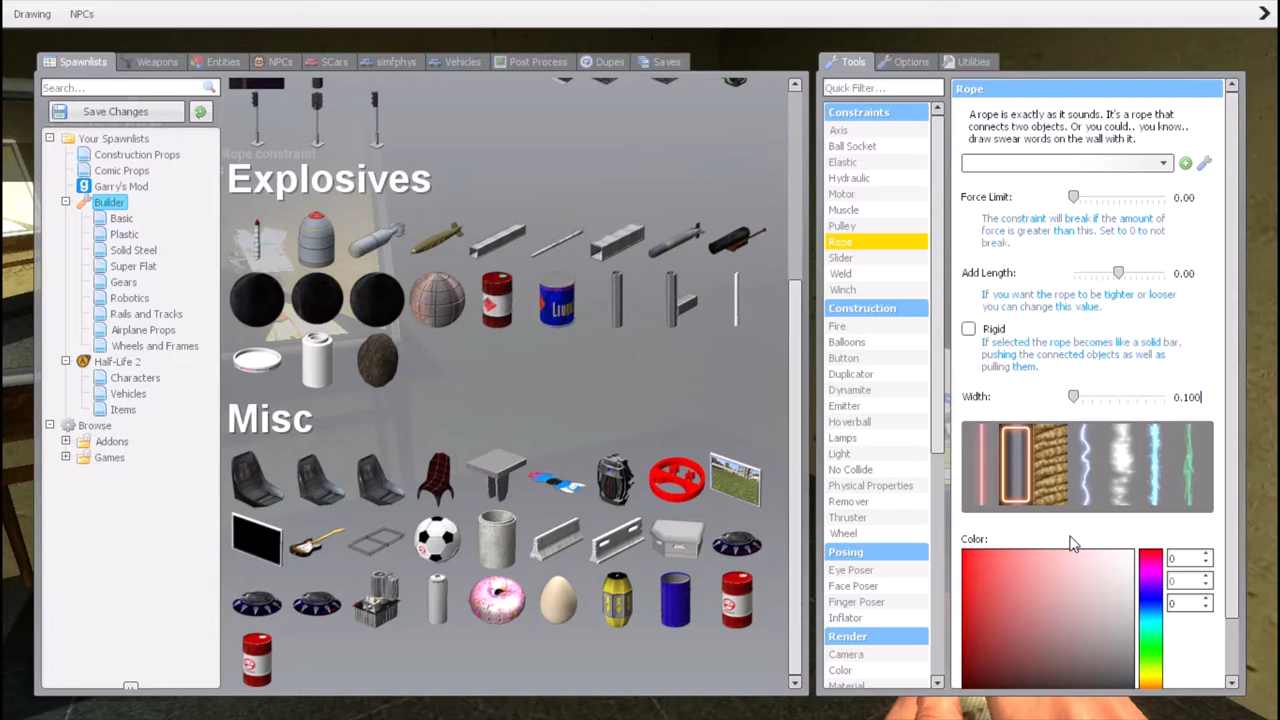 Drawing NPCs
Spawnlists Weapons Entities NPCs SCars simfphys Vehicles Post Process Dupes Saves
Search...
Save Changes
Your Spawnlists
Construction Props
Comic Props
Garry's Mod
Builder
Basic
Plastic
Solid Steel
Super Flat
Gears
Robotics
Rails and Tracks
Airplane Props
Wheels and Frames
Half-Life 2
Characters
Vehicles
Items
Browse
Addons
Games
Rope constraint
Explosives
Misc
Tools Options Utilities
Quick Filter...
Constraints
Axis
Ball Socket
Elastic
Hydraulic
Motor
Muscle
Pulley
Rope
Slider
Weld
Winch
Construction
Fire
Balloons
Button
Duplicator
Dynamite
Emitter
Hoverball
Lamps
Light
No Collide
Physical Properties
Remover
Thruster
Wheel
Posing
Eye Poser
Face Poser
Finger Poser
Inflator
Render
Camera
Color
Material
Rope
A rope is exactly as it sounds. It's a rope that
connects two objects. Or you could.. you know..
draw swear words on the wall with it.
Force Limit: 0.00
The constraint will break if the amount of
force is greater than this. Set to 0 to not
break.
Add Length: 0.00
If you want the rope to be tighter or looser
you can change this value.
Rigid
If selected the rope becomes like a solid bar,
pushing the connected objects as well as
pulling them.
Width: 0.100
Color:
0
0
0